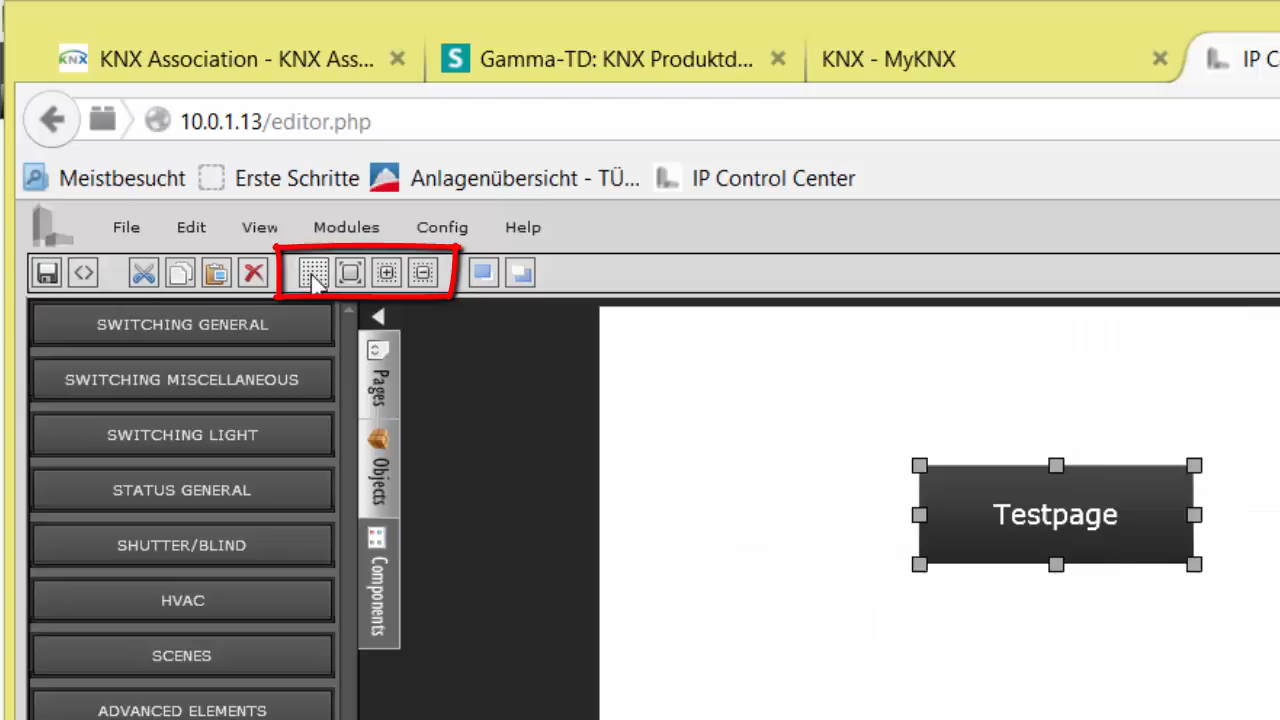 KNX KNX Association - KNX Ass... S Gamma-TD: KNX Produktd... KNX - MyKNX IP C
10.0.1.13/editor.php
Meistbesucht Erste Schritte Anlagenübersicht - TÜ... IP Control Center
File Edit View Modules Config Help
SWITCHING GENERAL
SWITCHING MISCELLANEOUS
SWITCHING LIGHT
STATUS GENERAL
SHUTTER/BLIND
HVAC
SCENES
ADVANCED ELEMENTS
Pages
Objects
Components
Testpage